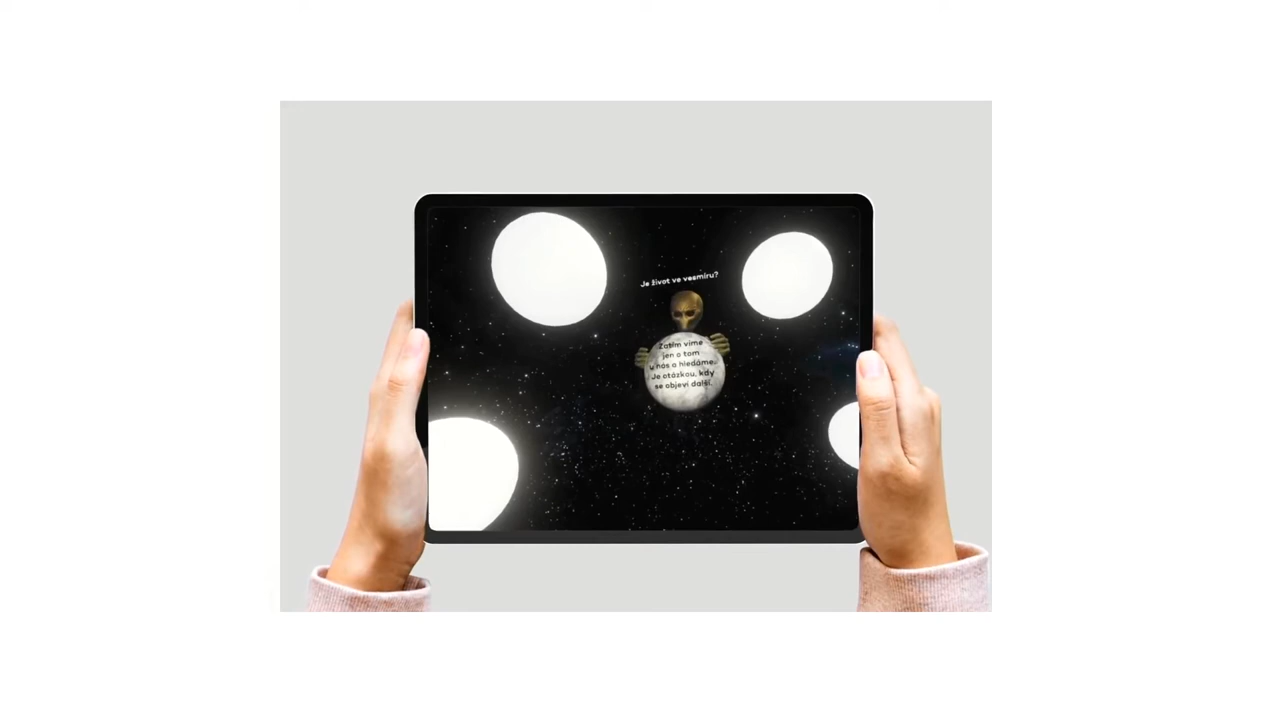 Je život ve vesmíru?
Zatím víme
jen o tom
u nás a hledáme.
Je otázkou, kdy
se objeví další.